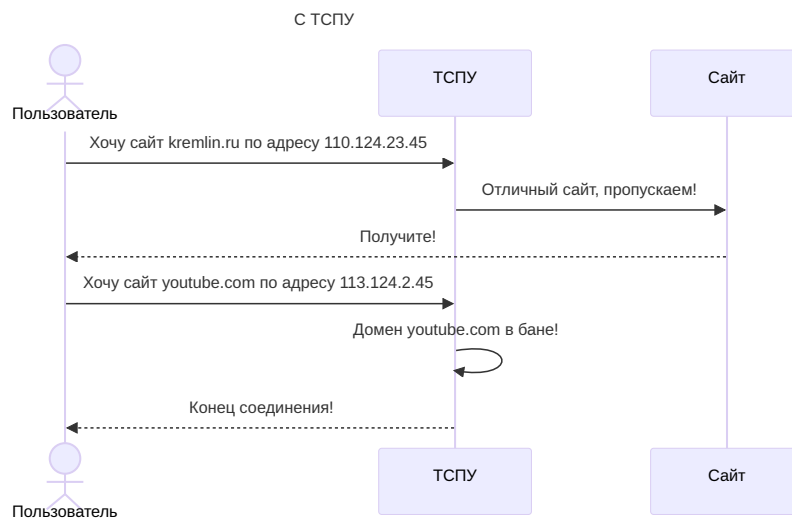 С ТСПУ
ТСПУ
Сайт
Пользователь
Хочу сайт kremlin.ru по адресу 110.124.23.45
Отличный сайт, пропускаем!
Получите!
Хочу сайт youtube.com по адресу 113.124.2.45
Домен youtube.com в бане!
Конец соединения!
ТСПУ
Сайт
Пользователь